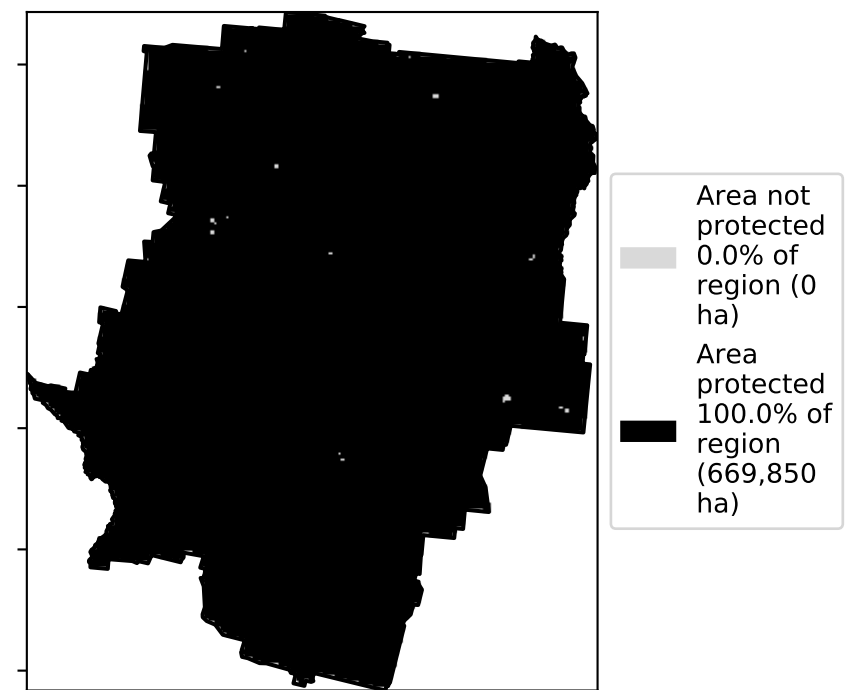 Area not
protected
0.0% of
region (0
ha)
Area
protected
100.0% of
region
(669,850
ha)